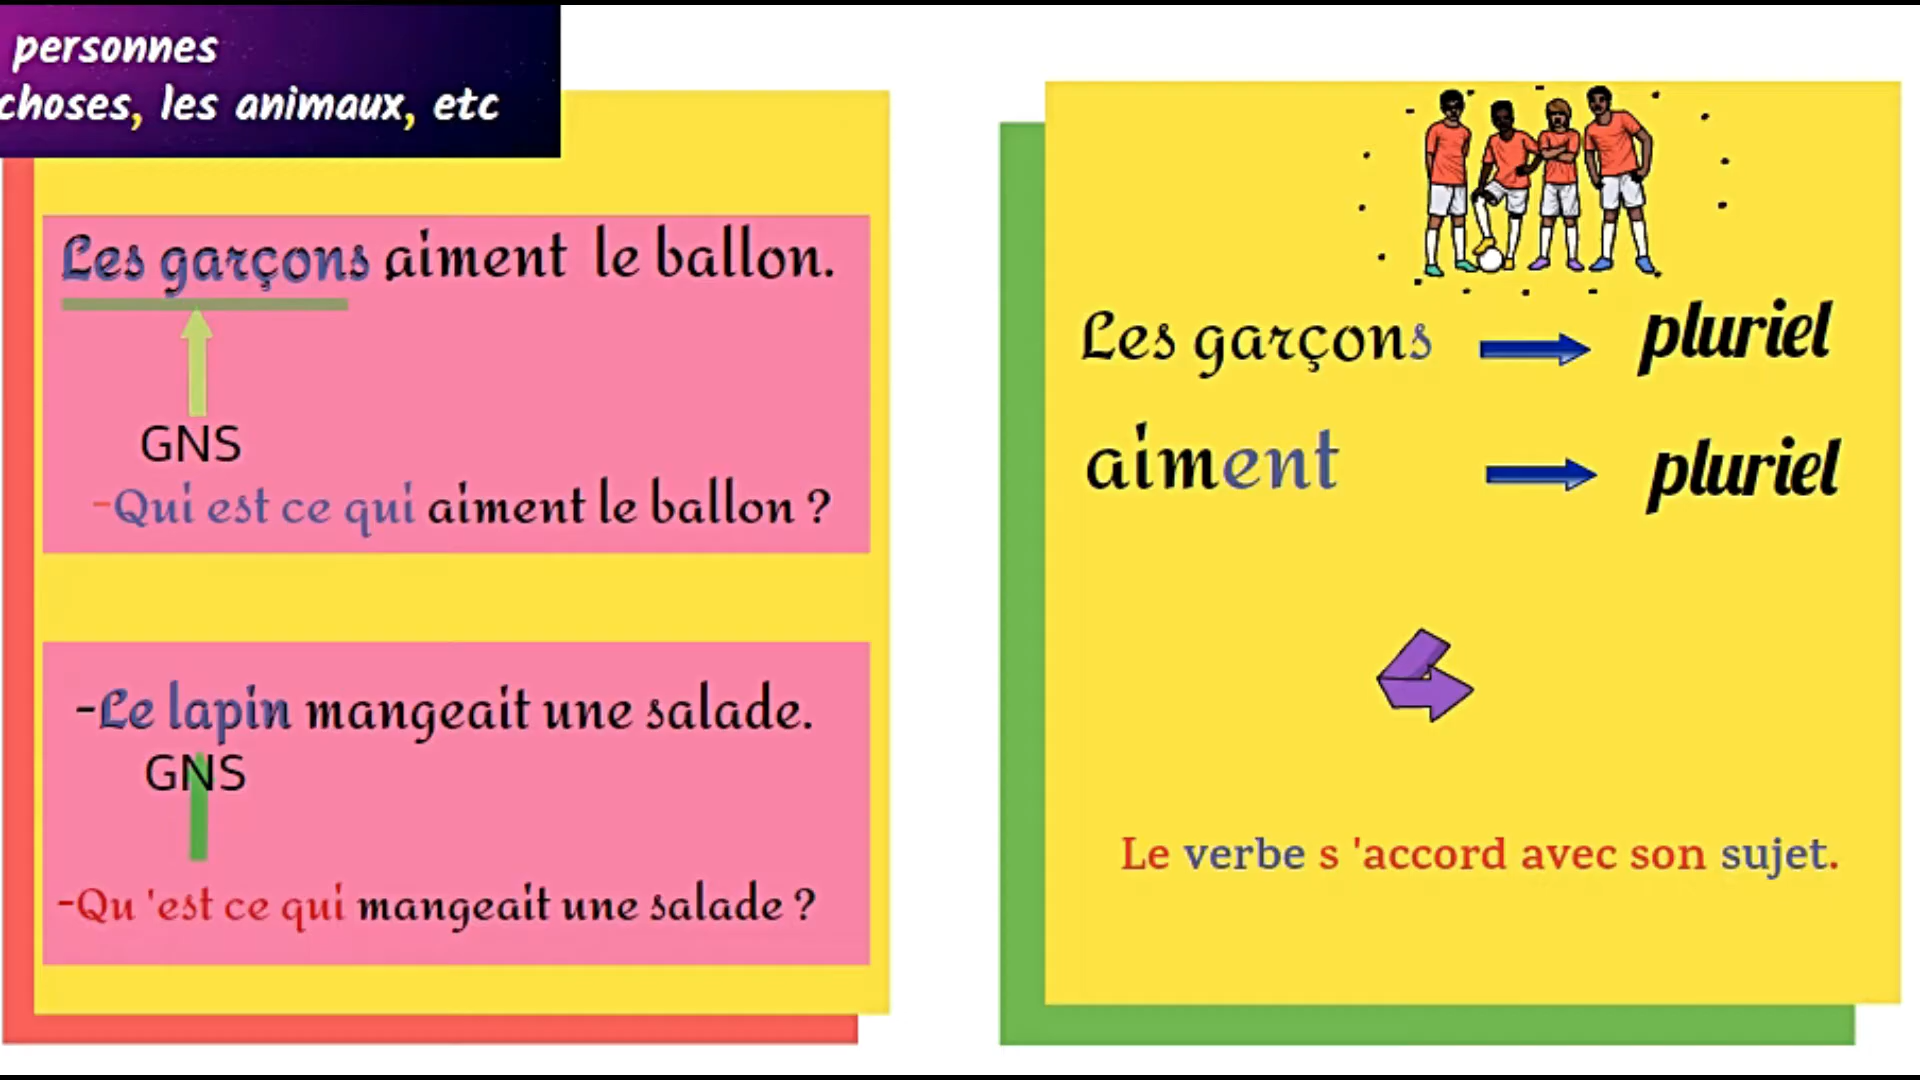 personnes
choses, les animaux, etc
Les garçons aiment le ballon.
GNS
-Qui est ce qui aiment le ballon ?
-Le lapin mangeait une salade.
GNS
-Qu 'est ce qui mangeait une salade ?
Les garçons pluriel
aiment pluriel
Le verbe s 'accord avec son sujet.